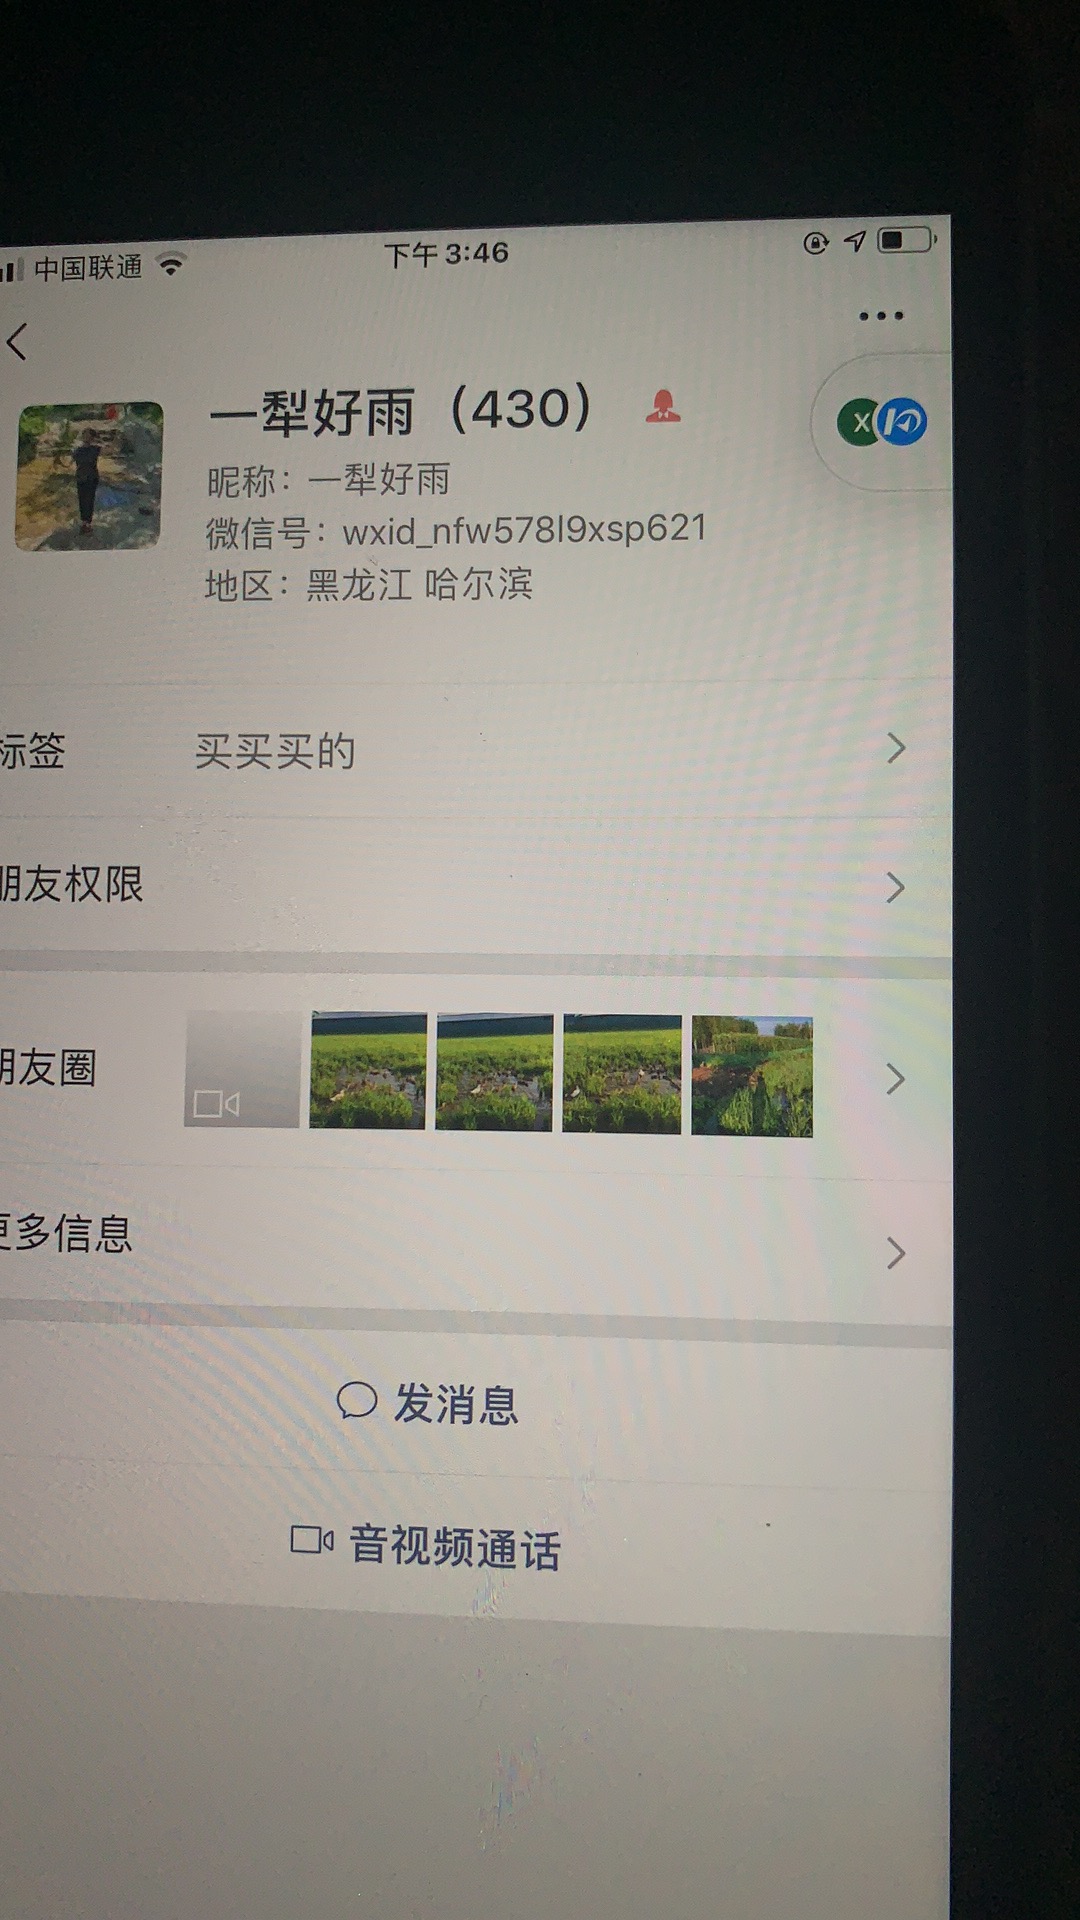 中国联通
下午 3:46
一犁好雨（430）
昵称：一犁好雨
微信号：wxid_nfw578l9xsp621
地区：黑龙江 哈尔滨
X
标签 买买买的
朋友权限
朋友圈
更多信息
发消息
音视频通话